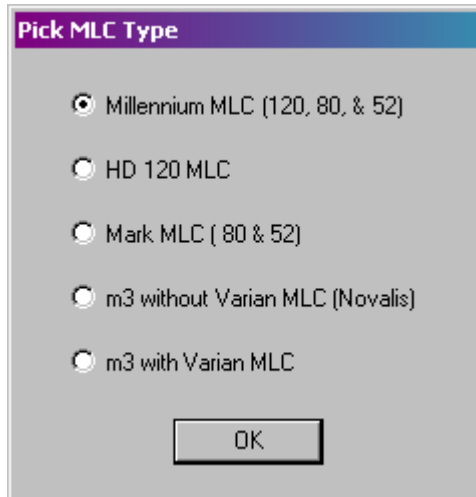 Pick MLC Type
Millennium MLC (120, 80, & 52)
HD 120 MLC
Mark MLC ( 80 & 52)
m3 without Varian MLC (Novalis)
m3 with Varian MLC
OK